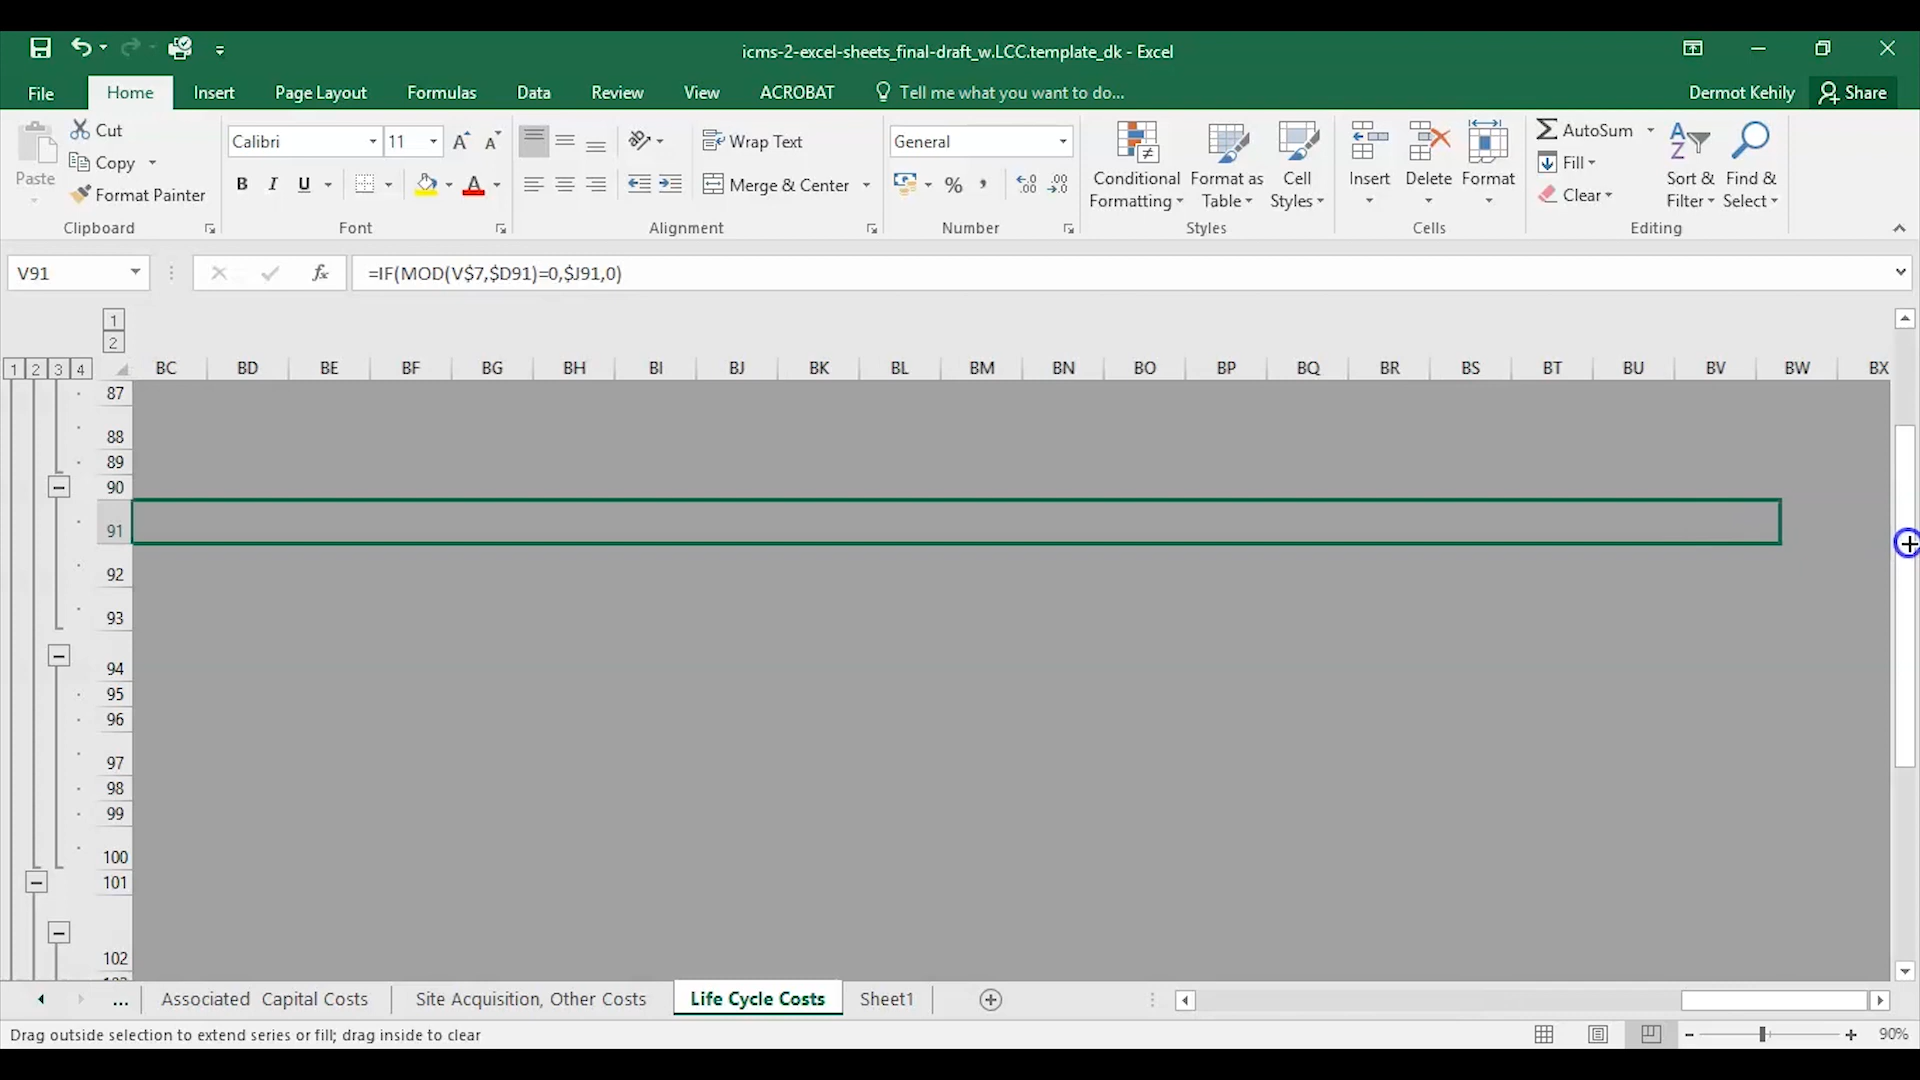 icms-2-excel-sheets_final-draft_w.LCC.template_dk - Excel
File Home Insert Page Layout Formulas Data Review View ACROBAT Tell me what you want to do... Dermot Kehily Share
Paste
Cut
Copy
Format Painter
Clipboard
Calibri 11
B I U
Font
Wrap Text
Merge & Center
Alignment
General
%
Number
Conditional Formatting
Format as Table
Cell Styles
Styles
Insert
Delete
Format
Cells
AutoSum
Fill
Clear
Sort & Filter
Find & Select
Editing
V91 fx =IF(MOD(V$7,$D91)=0,$J91,0)
1
2
1 2 3 4 BC BD BE BF BG BH BI BJ BK BL BM BN BO BP BQ BR BS BT BU BV BW BX
87
88
89
90
91
92
93
94
95
96
97
98
99
100
101
102
... Associated Capital Costs Site Acquisition, Other Costs Life Cycle Costs Sheet1
Drag outside selection to extend series or fill; drag inside to clear 90%